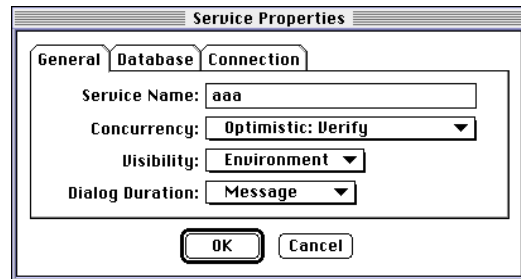 Service Properties
General Database Connection
Service Name: aaa
Concurrency: Optimistic: Verify
Visibility: Environment
Dialog Duration: Message
OK Cancel